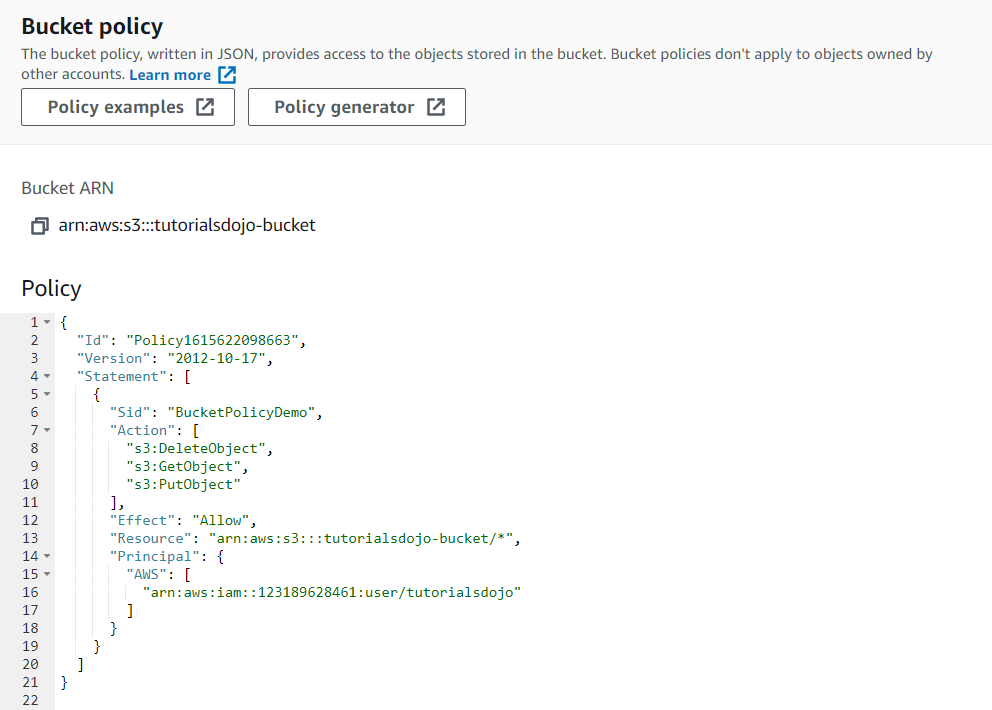 Bucket policy
The bucket policy, written in JSON, provides access to the objects stored in the bucket. Bucket policies don't apply to objects owned by
other accounts. Learn more
Policy examples Policy generator
Bucket ARN
arn:aws:s3:::tutorialsdojo-bucket
Policy
1 {
2   "Id": "Policy1615622098663",
3   "Version": "2012-10-17",
4   "Statement": [
5     {
6       "Sid": "BucketPolicyDemo",
7       "Action": [
8         "s3:DeleteObject",
9         "s3:GetObject",
10         "s3:PutObject"
11       ],
12       "Effect": "Allow",
13       "Resource": "arn:aws:s3:::tutorialsdojo-bucket/*",
14       "Principal": {
15         "AWS": [
16           "arn:aws:iam::123189628461:user/tutorialsdojo"
17         ]
18       }
19     }
20   ]
21 }
22